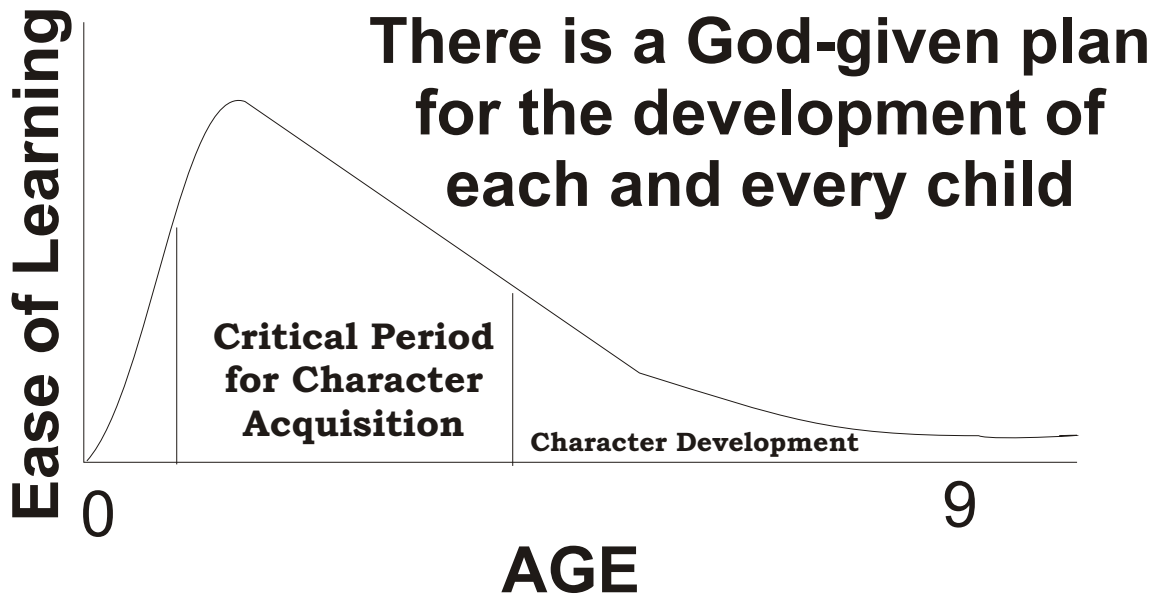 There is a God-given plan
for the development of
each and every child
Ease of Learning
Critical Period
for Character
Acquisition
Character Development
0
9
AGE